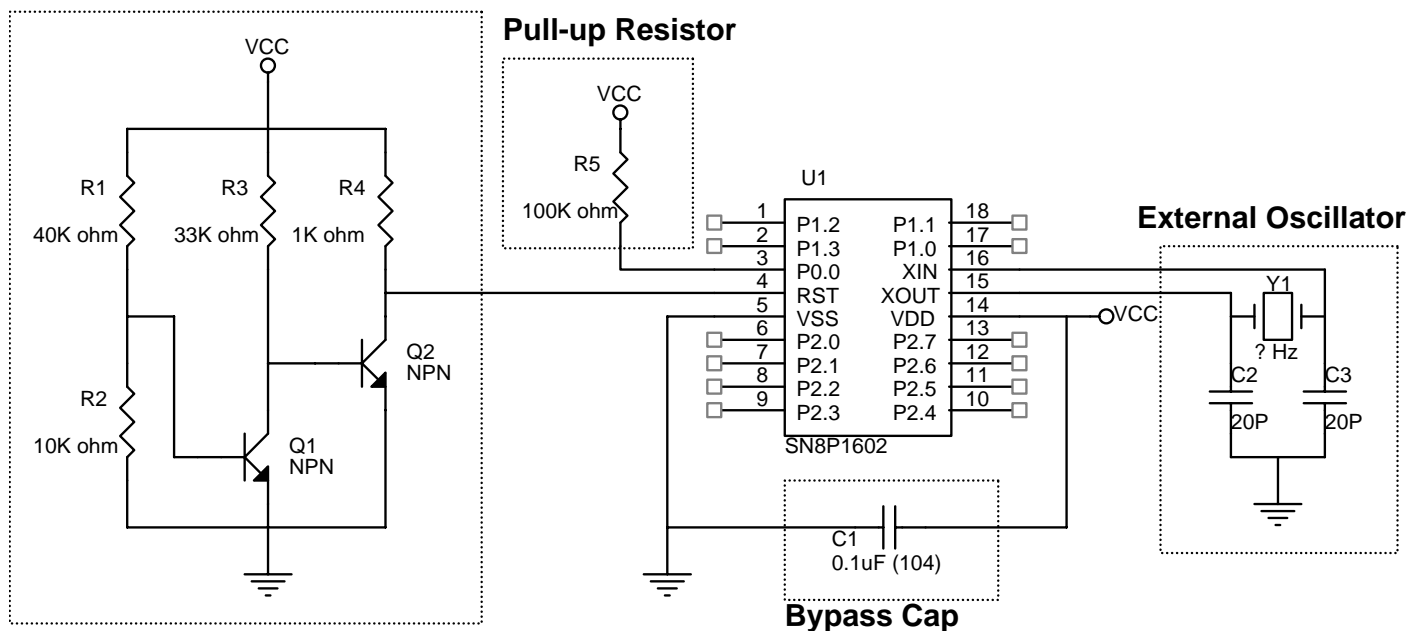 Pull-up Resistor
VCC
VCC
R5
100K ohm
R1
40K ohm
R3
33K ohm
R4
1K ohm
R2
10K ohm
Q1
NPN
Q2
NPN
U1
1 P1.2 P1.1 18
2 P1.3 P1.0 17
3 P0.0 XIN 16
4 RST XOUT 15
5 VSS VDD 14
6 P2.0 P2.7 13
7 P2.1 P2.6 12
8 P2.2 P2.5 11
9 P2.3 P2.4 10
SN8P1602
VCC
External Oscillator
Y1
? Hz
C2
20P
C3
20P
C1
0.1uF (104)
Bypass Cap